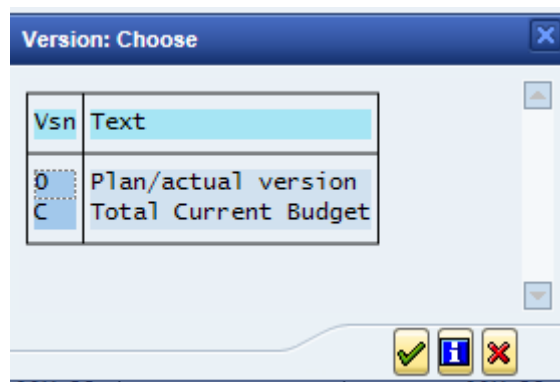 Version: Choose
Vsn Text
0 Plan/actual version
C Total Current Budget